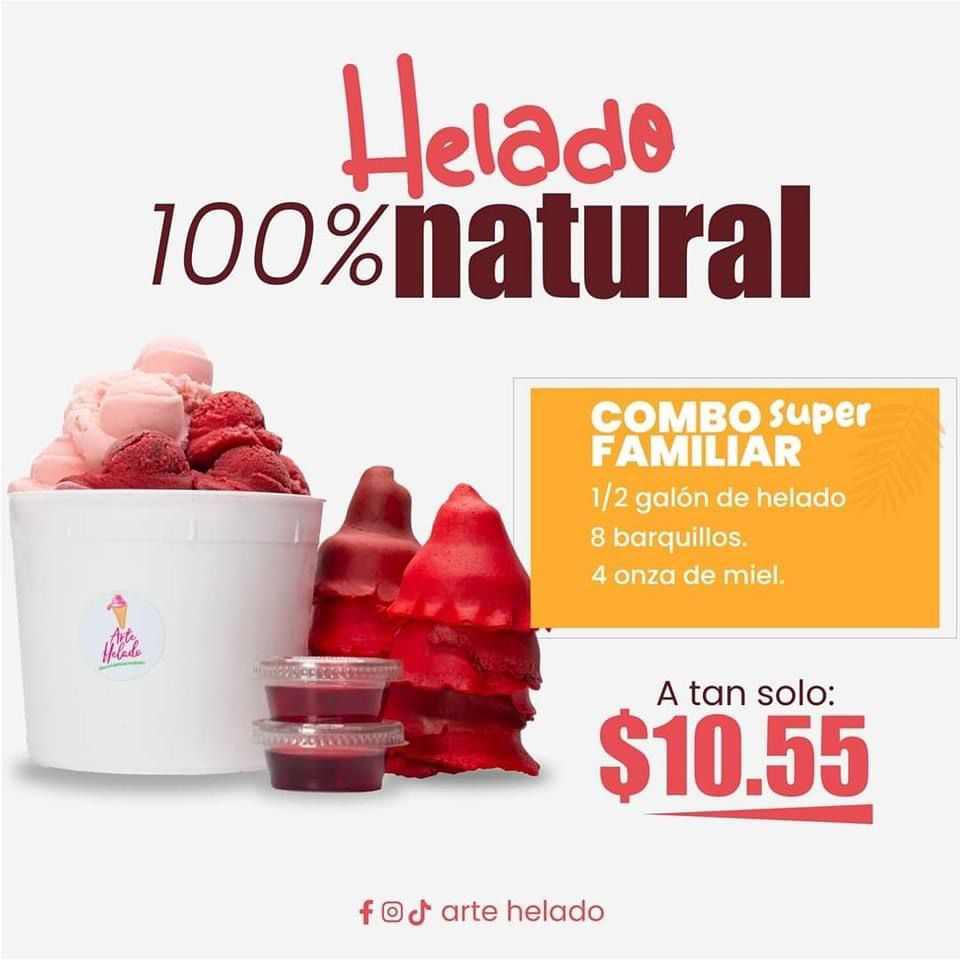 Helado
100% natural
COMBO super
FAMILIAR
1/2 galón de helado
8 barquillos.
4 onza de miel.
A tan solo:
$10.55
Arte
Helado
arte helado